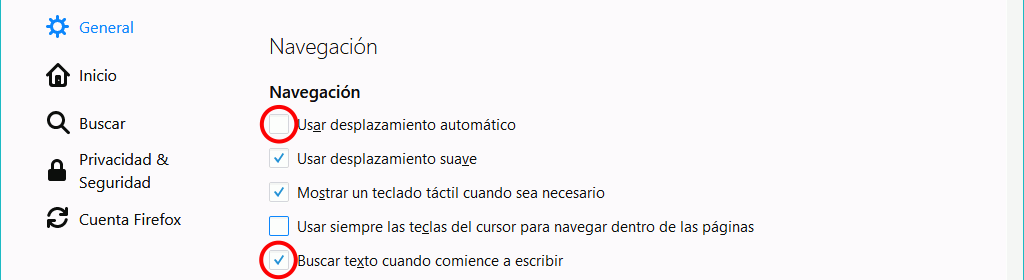 General
Inicio
Buscar
Privacidad &
Seguridad
Cuenta Firefox
Navegación
Navegación
Usar desplazamiento automático
Usar desplazamiento suave
Mostrar un teclado táctil cuando sea necesario
Usar siempre las teclas del cursor para navegar dentro de las páginas
Buscar texto cuando comience a escribir